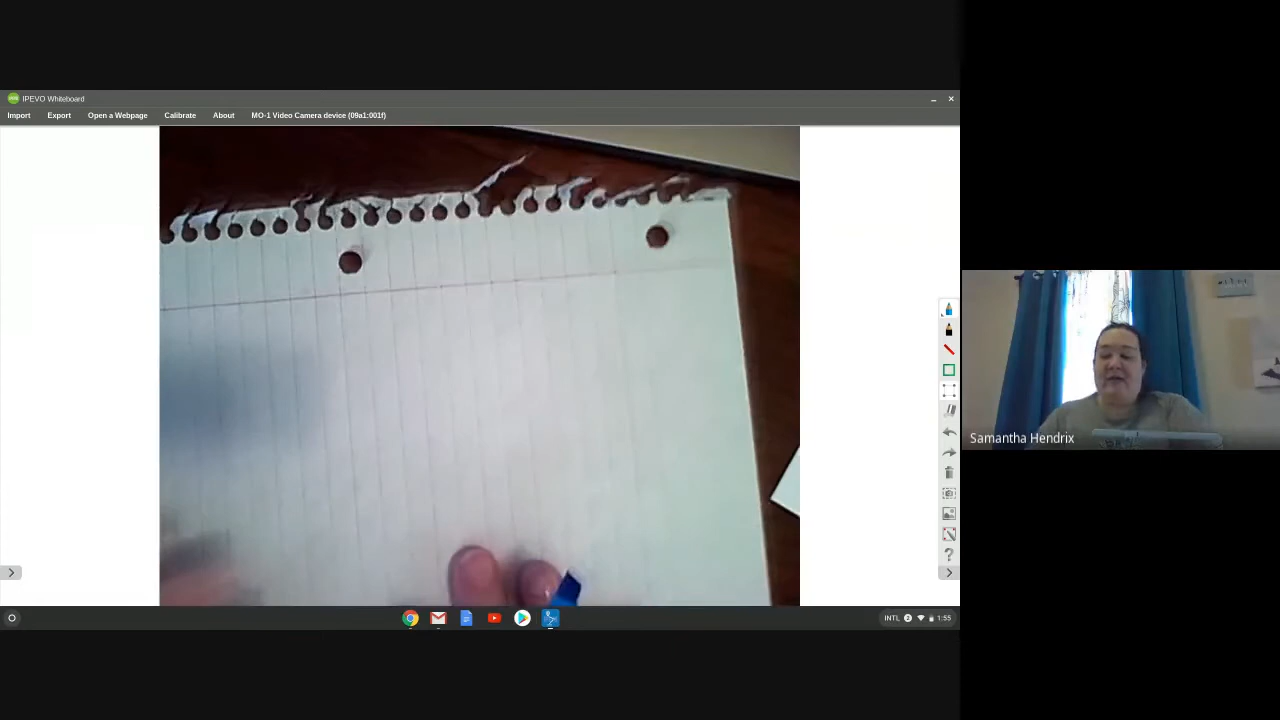 IPEVO Whiteboard
Import Export Open a Webpage Calibrate About MO-1 Video Camera device (09a1:001f)
Samantha Hendrix
INTL 2 1:55